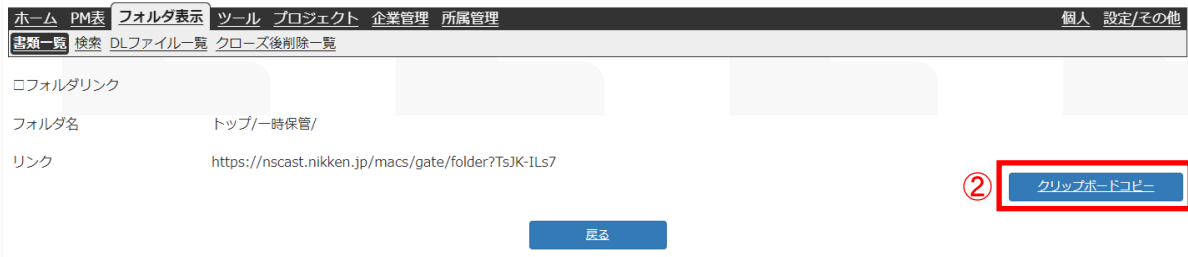 ホーム PM表 フォルダ表示 ツール プロジェクト 企業管理 所属管理 個人 設定/その他
書類一覧 検索 DLファイル一覧 クローズ後削除一覧
□フォルダリンク
フォルダ名 トップ/一時保管/
リンク https://nscast.nikken.jp/macs/gate/folder?TsJK-ILs7
② クリップボードコピー
戻る